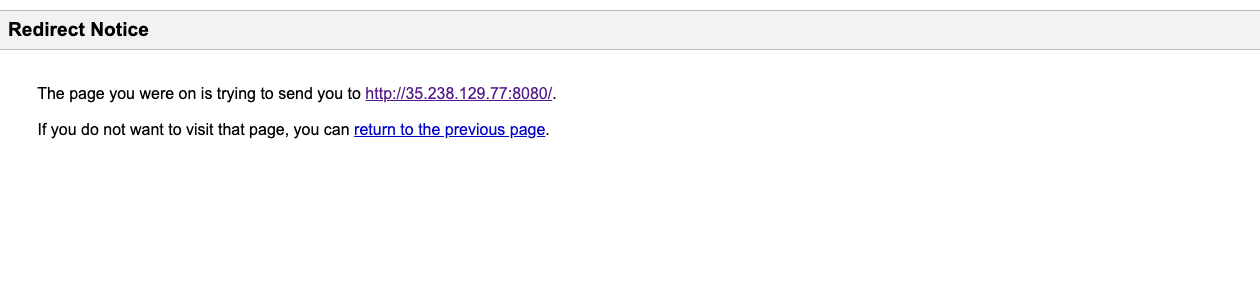 Redirect Notice
The page you were on is trying to send you to http://35.238.129.77:8080/.
If you do not want to visit that page, you can return to the previous page.